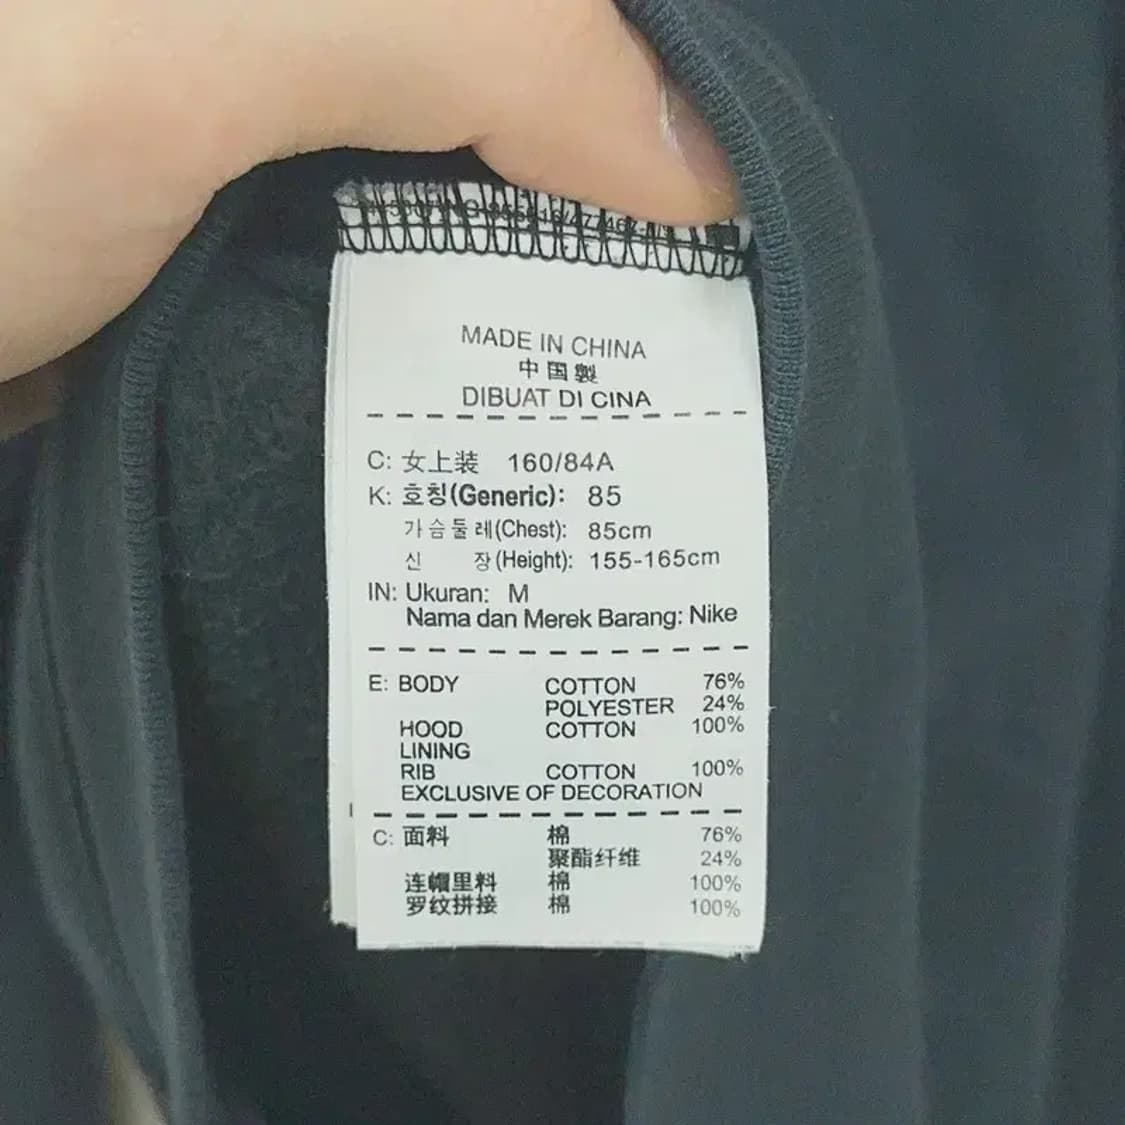 MADE IN CHINA
中国製
DIBUAT DI CINA
C: 女上装 160/84A
K: 호칭(Generic): 85
가슴둘레(Chest): 85cm
신 장(Height): 155-165cm
IN: Ukuran: M
Nama dan Merek Barang: Nike
E: BODY COTTON 76%
POLYESTER 24%
HOOD COTTON 100%
LINING
RIB COTTON 100%
EXCLUSIVE OF DECORATION
C: 面料 棉 76%
聚酯纤维 24%
连帽里料 棉 100%
罗纹拼接 棉 100%